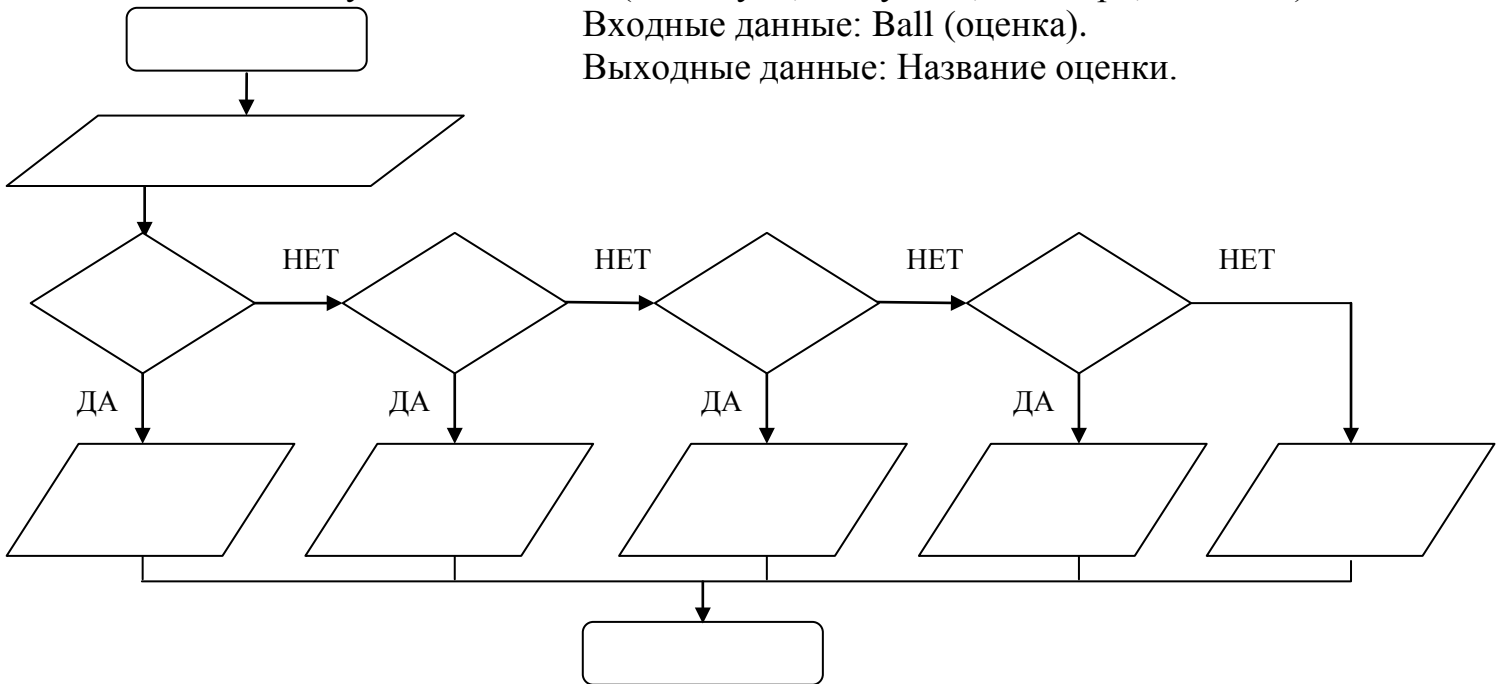 Входные данные: Ball (оценка).
Выходные данные: Название оценки.
НЕТ НЕТ НЕТ НЕТ
ДА ДА ДА ДА